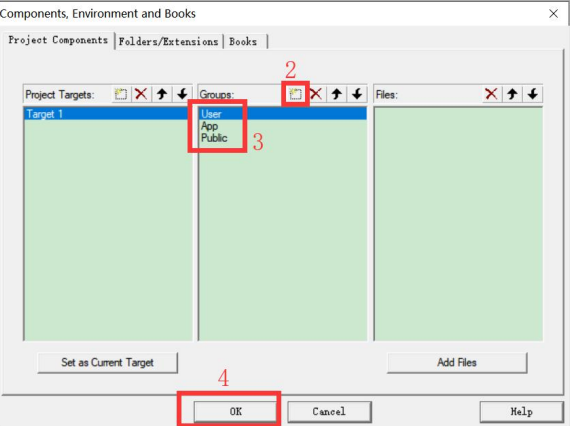 Components, Environment and Books
Project Components Folders/Extensions Books
2
Project Targets: Groups: Files:
Target 1 User
App
Public
3
Set as Current Target Add Files
4
OK Cancel Help